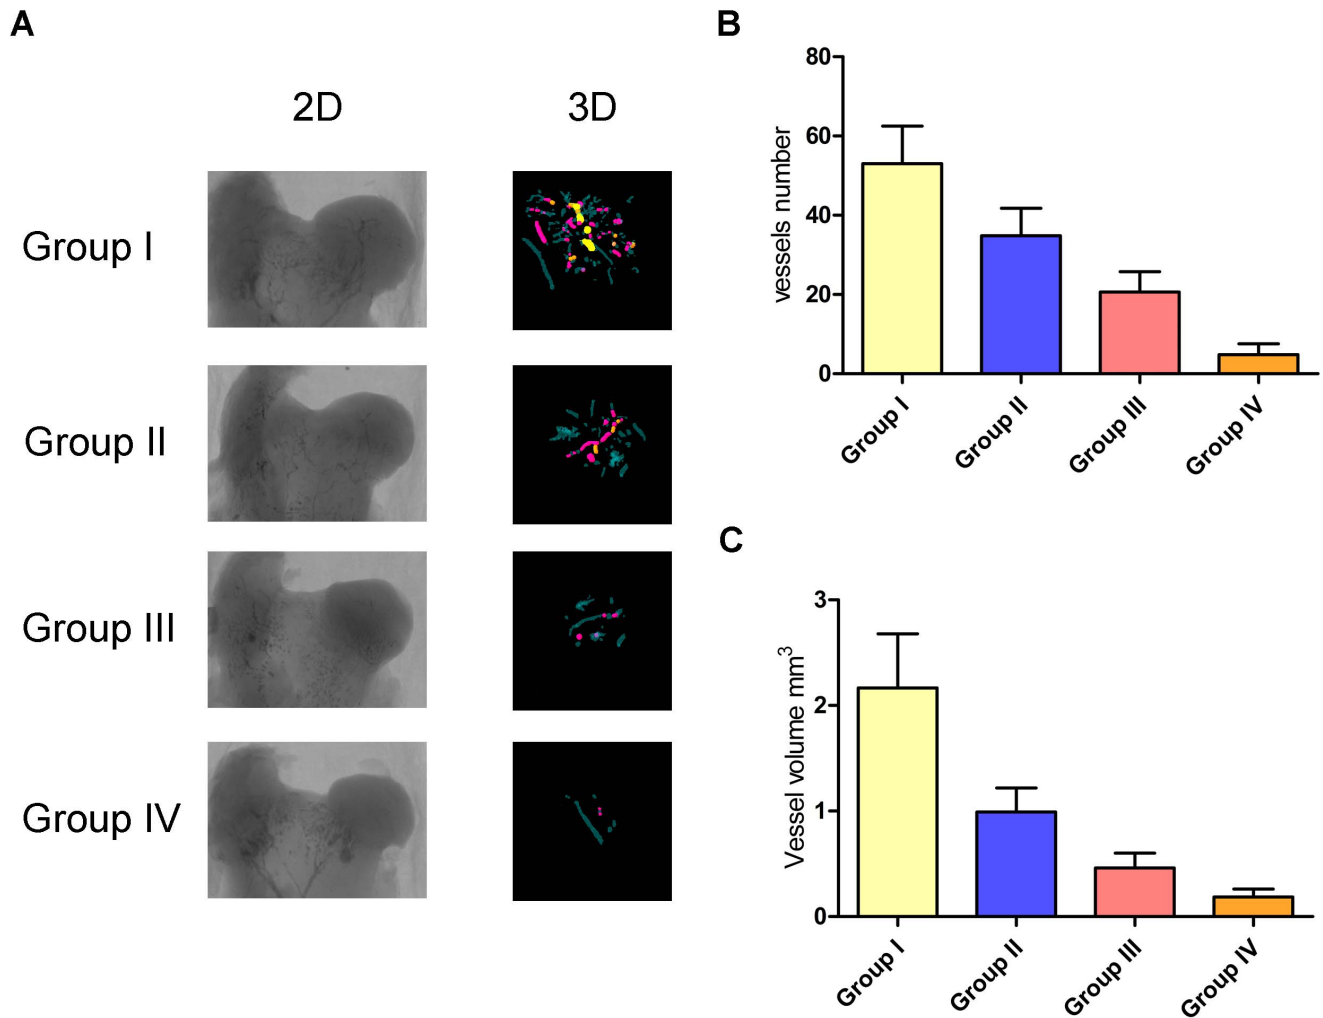 A
2D
3D
Group I
Group II
Group III
Group IV
B
80
60
40
20
0
vessels number
Group I
Group II
Group III
Group IV
C
3
2
1
0
Vessel volume mm³
Group I
Group II
Group III
Group IV